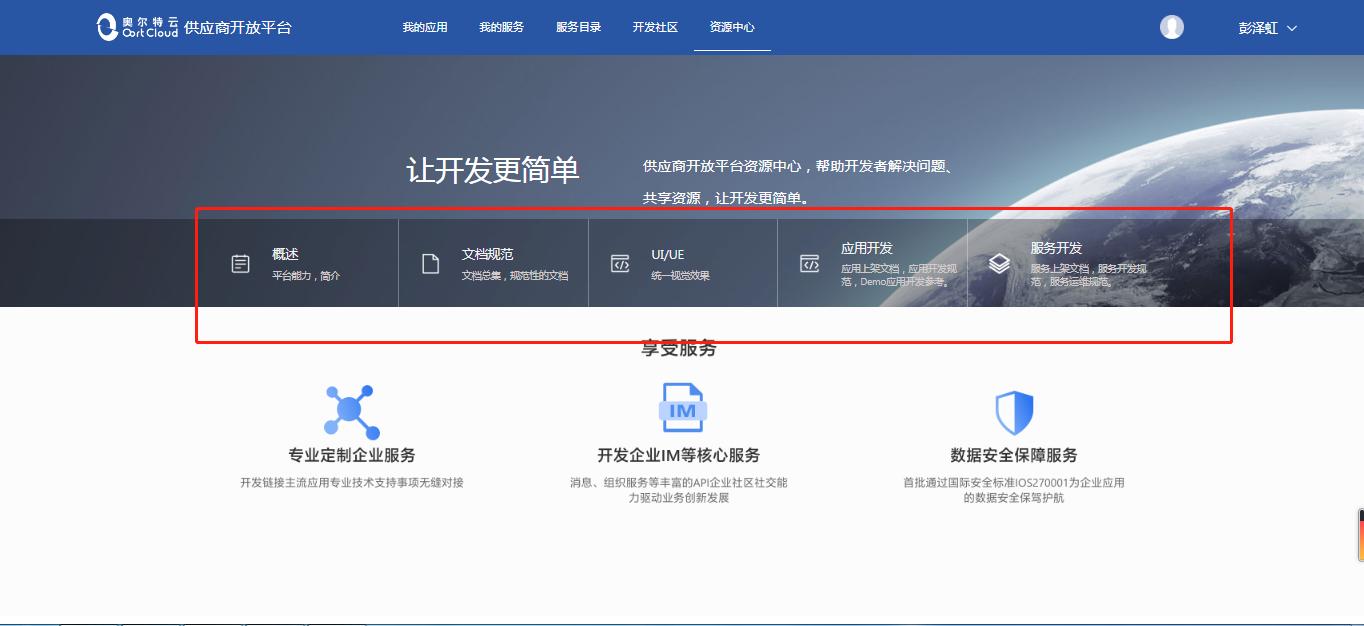 奥尔特云
OortCloud
供应商开放平台
我的应用
我的服务
服务目录
开发社区
资源中心
彭泽虹
让开发更简单
供应商开放平台资源中心，帮助开发者解决问题、
共享资源，让开发更简单。
概述
平台能力，简介
文档规范
文档总集，规范性的文档
UI/UE
统一视觉效果
应用开发
应用上架文档，应用开发规
范，Demo应用开发参考。
服务开发
服务上架文档，服务开发规
范，服务运维规范。
享受服务
专业定制企业服务
开发链接主流应用专业技术支持事项无缝对接
IM
开发企业IM等核心服务
消息、组织服务等丰富的API企业社区社交能
力驱动业务创新发展
数据安全保障服务
首批通过国际安全标准IOS270001为企业应用
的数据安全保驾护航